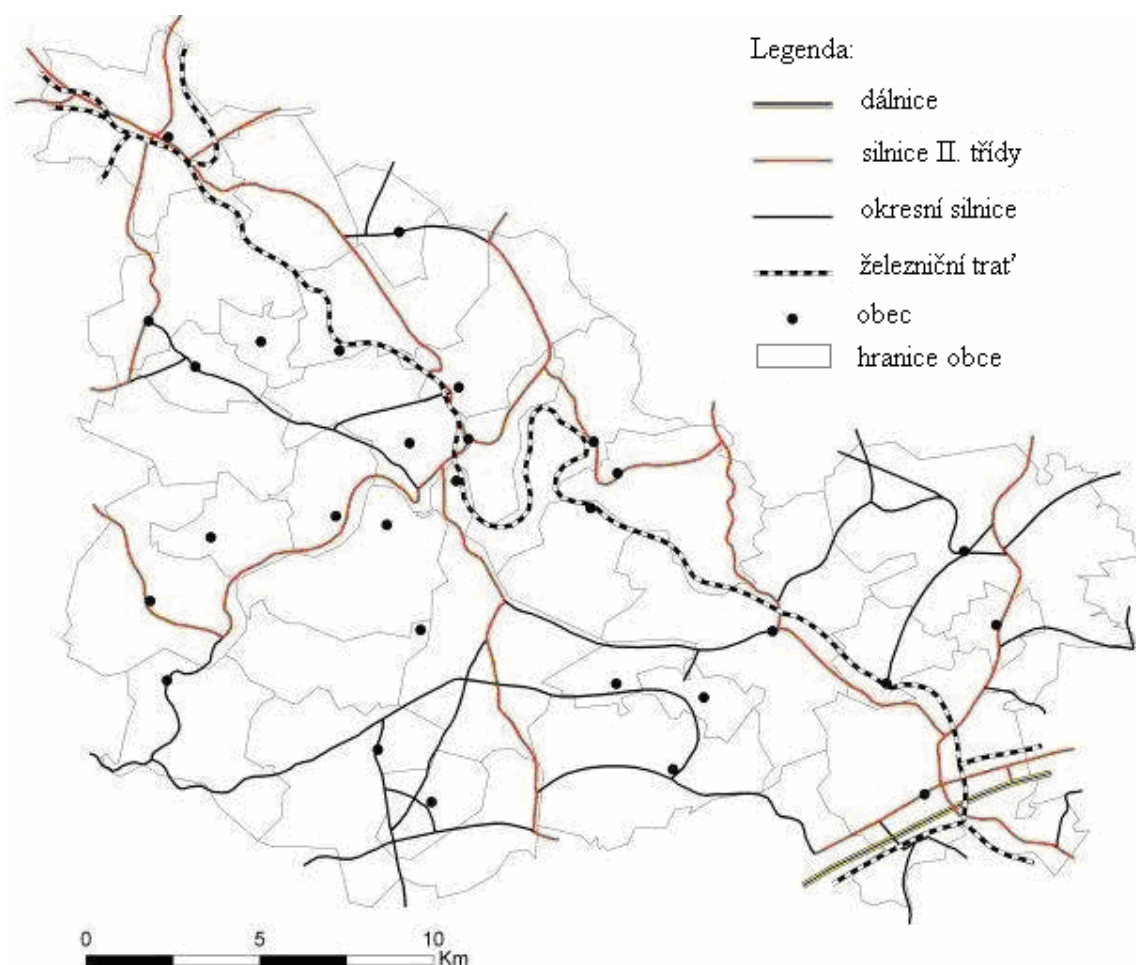 Legenda:
dálnice
silnice II. třídy
okresní silnice
železniční trať
obec
hranice obce
0 5 10
Km